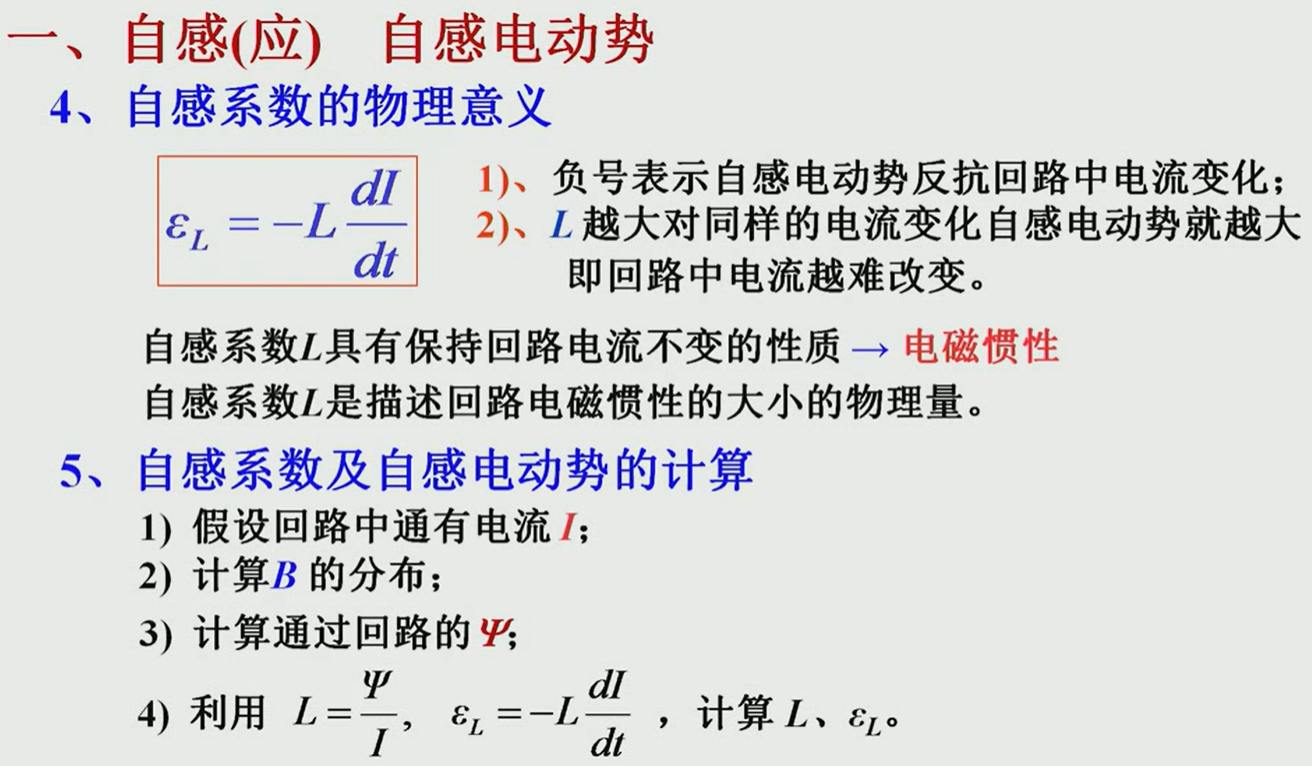 一、自感(应) 自感电动势
4、自感系数的物理意义
ε_L = −L dI/dt
1)、负号表示自感电动势反抗回路中电流变化；
2)、L 越大对同样的电流变化自感电动势就越大
即回路中电流越难改变。
自感系数L具有保持回路电流不变的性质 → 电磁惯性
自感系数L是描述回路电磁惯性的大小的物理量。
5、自感系数及自感电动势的计算
1) 假设回路中通有电流 I；
2) 计算B 的分布；
3) 计算通过回路的 Ψ；
4) 利用 L = Ψ/I, ε_L = −L dI/dt ，计算 L、ε_L。